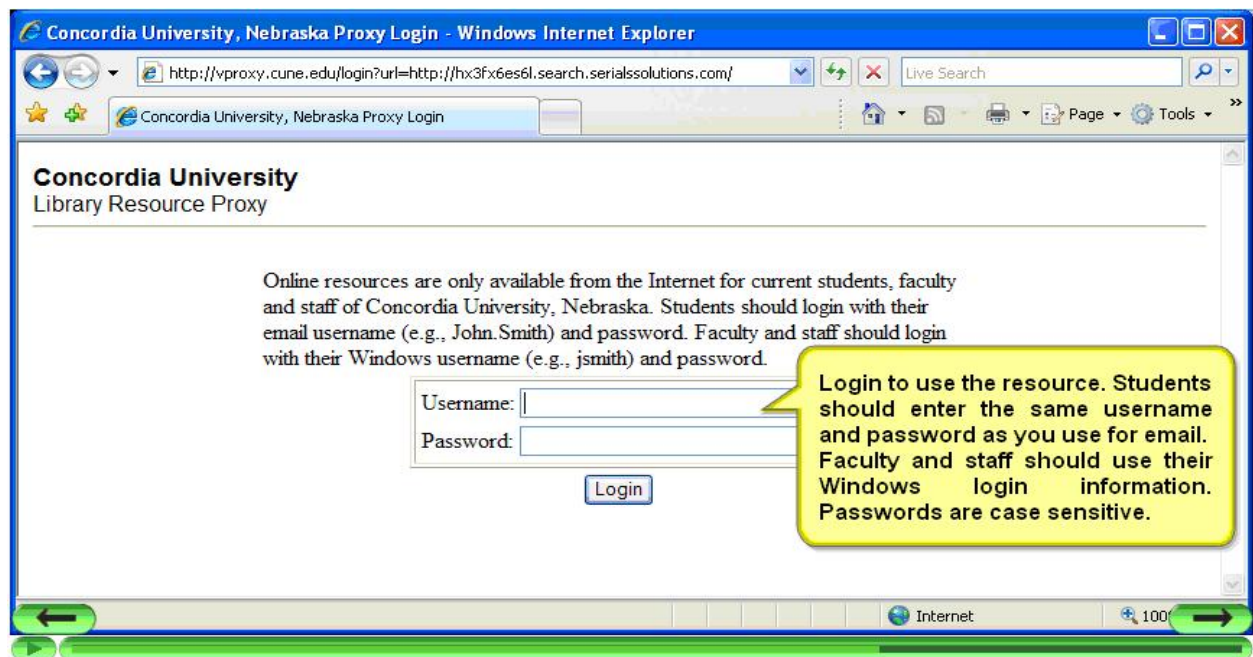 Concordia University, Nebraska Proxy Login - Windows Internet Explorer
http://vproxy.cune.edu/login?url=http://hx3fx6es6l.search.serialssolutions.com/
Live Search
Concordia University, Nebraska Proxy Login
Page
Tools
»
Concordia University
Library Resource Proxy
Online resources are only available from the Internet for current students, faculty
and staff of Concordia University, Nebraska. Students should login with their
email username (e.g., John.Smith) and password. Faculty and staff should login
with their Windows username (e.g., jsmith) and password.
Username:
Password:
Login
Login to use the resource. Students
should enter the same username
and password as you use for email.
Faculty and staff should use their
Windows login information.
Passwords are case sensitive.
Internet
100